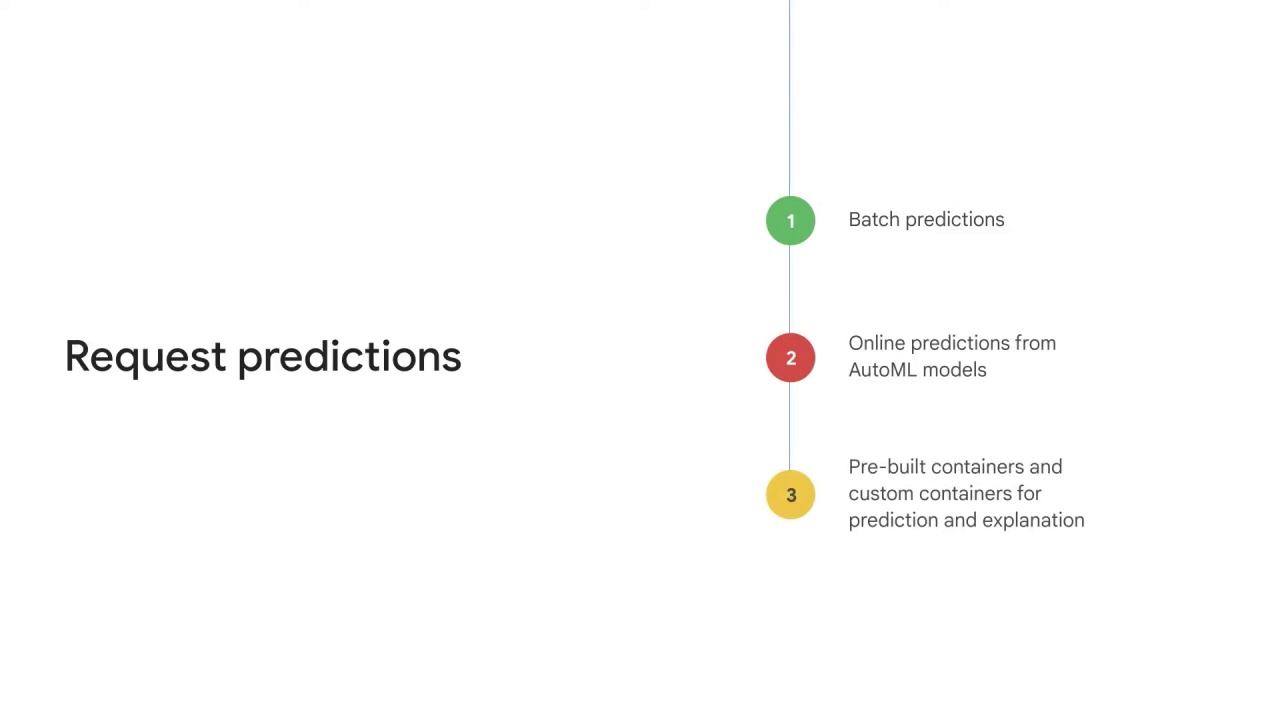 Request predictions
1
Batch predictions
2
Online predictions from
AutoML models
3
Pre-built containers and
custom containers for
prediction and explanation